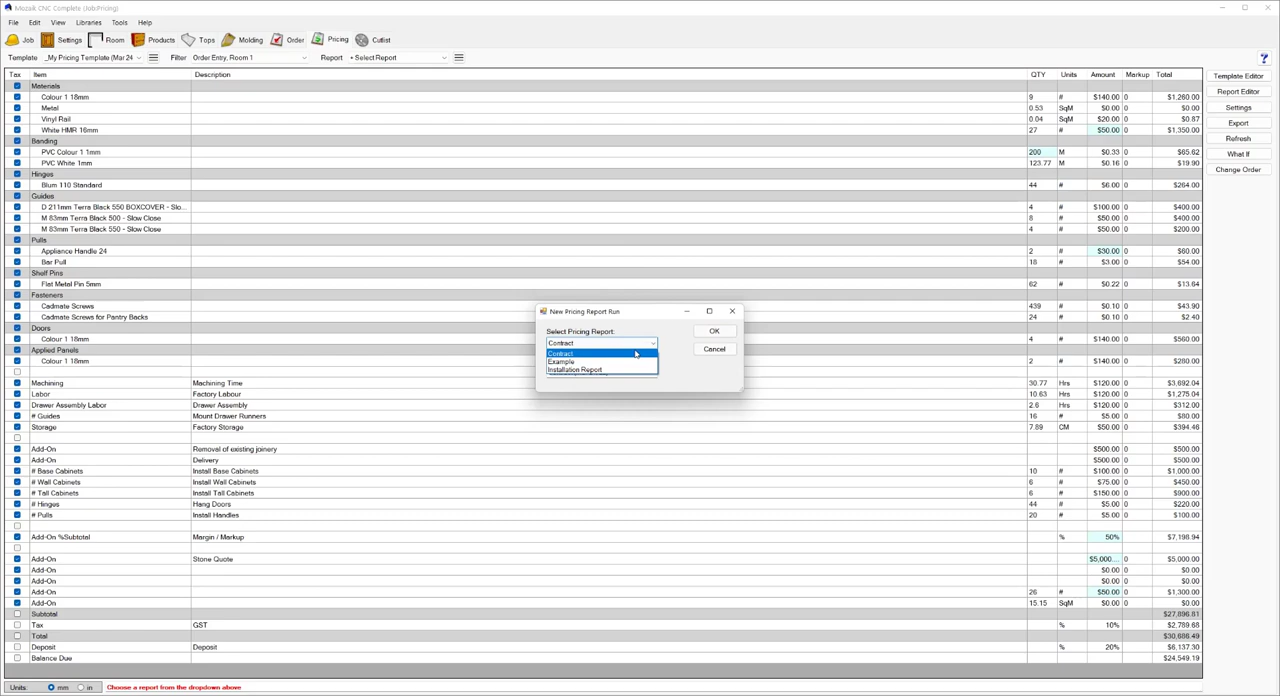 Mozaik CNC Complete (Job:Pricing)
File Edit View Libraries Tools Help
Job Settings Room Products Tops Molding Order Pricing Cutlist
Template _My Pricing Template (Mar 24 Filter Order Entry, Room 1 Report + Select Report
Tax Item Description QTY Units Amount Markup Total
Materials
Colour 1 18mm 9 # $140.00 0 $1,260.00
Metal 0.53 SqM $0.00 0 $0.00
Vinyl Rail 0.04 SqM $20.00 0 $0.87
White HMR 16mm 27 # $50.00 0 $1,350.00
Banding
PVC Colour 1 1mm 200 M $0.33 0 $65.62
PVC White 1mm 123.77 M $0.16 0 $19.90
Hinges
Blum 110 Standard 44 # $6.00 0 $264.00
Guides
D 211mm Terra Black 550 BOXCOVER - Slo... 4 # $100.00 0 $400.00
M 83mm Terra Black 500 - Slow Close 8 # $50.00 0 $400.00
M 83mm Terra Black 550 - Slow Close 4 # $50.00 0 $200.00
Pulls
Appliance Handle 24 2 # $30.00 0 $60.00
Bar Pull 18 # $3.00 0 $54.00
Shelf Pins
Flat Metal Pin 5mm 62 # $0.22 0 $13.64
Fasteners
Cadmate Screws 439 # $0.10 0 $43.90
Cadmate Screws for Pantry Backs 24 # $0.10 0 $2.40
Doors
Colour 1 18mm 4 # $140.00 0 $560.00
Applied Panels
Colour 1 18mm 2 # $140.00 0 $280.00
Machining Machining Time 30.77 Hrs $120.00 0 $3,692.04
Labor Factory Labour 10.63 Hrs $120.00 0 $1,275.04
Drawer Assembly Labor Drawer Assembly 2.6 Hrs $120.00 0 $312.00
# Guides Mount Drawer Runners 16 # $5.00 0 $80.00
Storage Factory Storage 7.89 CM $50.00 0 $394.46
Add-On Removal of existing joinery $500.00 0 $500.00
Add-On Delivery $500.00 0 $500.00
# Base Cabinets Install Base Cabinets 10 # $100.00 0 $1,000.00
# Wall Cabinets Install Wall Cabinets 6 # $75.00 0 $450.00
# Tall Cabinets Install Tall Cabinets 6 # $150.00 0 $900.00
# Hinges Hang Doors 44 # $5.00 0 $220.00
# Pulls Install Handles 20 # $5.00 0 $100.00
Add-On %Subtotal Margin / Markup % 50% $7,198.94
Add-On Stone Quote $5,000.... 0 $5,000.00
Add-On $0.00 0 $0.00
Add-On $0.00 0 $0.00
Add-On 26 # $50.00 0 $1,300.00
Add-On 15.15 SqM $0.00 0 $0.00
Subtotal $27,896.81
Tax GST % 10% $2,789.68
Total $30,686.49
Deposit Deposit % 20% $6,137.30
Balance Due $24,549.19
Template Editor
Report Editor
Settings
Export
Refresh
What If
Change Order
New Pricing Report Run
Select Pricing Report:
Contract
Contract
Example
Installation Report
OK
Cancel
Units mm in Choose a report from the dropdown above